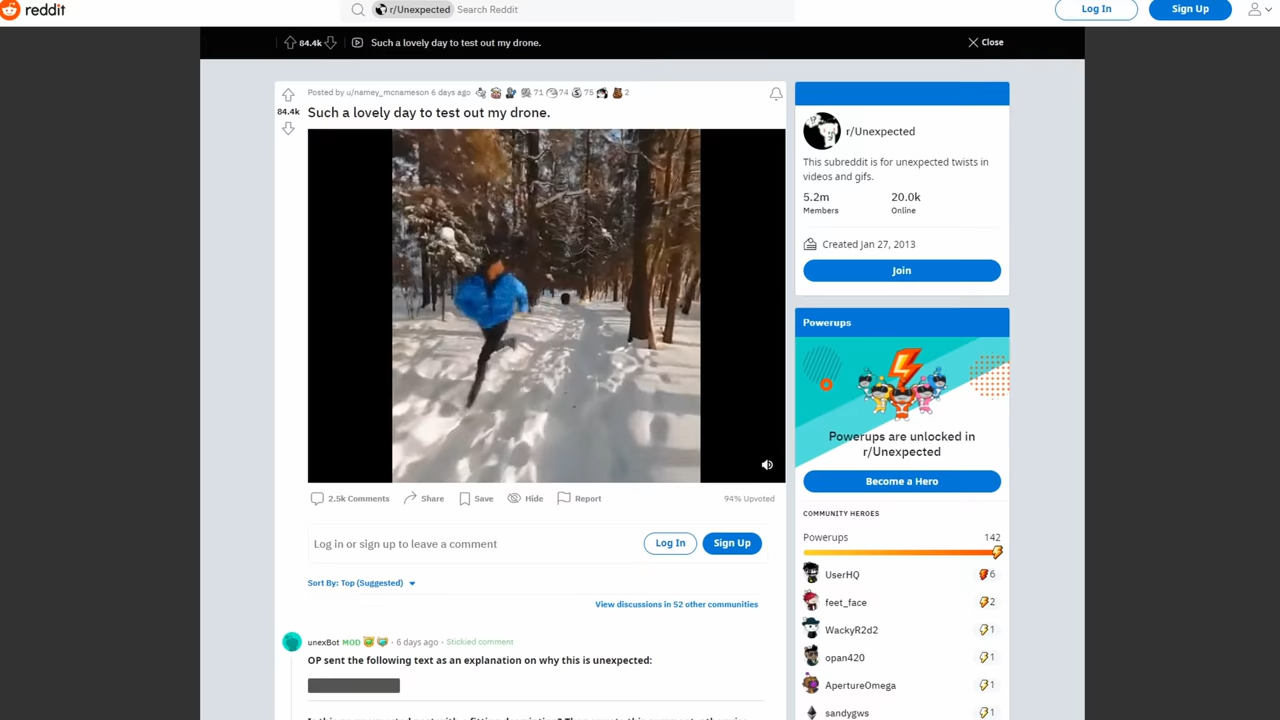 reddit
r/Unexpected Search Reddit
Log In
Sign Up
84.4k
Such a lovely day to test out my drone.
Close
Posted by u/namey_mcnameson 6 days ago 71 74 75 2
84.4k
Such a lovely day to test out my drone.
2.5k Comments Share Save Hide Report 94% Upvoted
Log in or sign up to leave a comment
Log In
Sign Up
Sort By: Top (Suggested)
View discussions in 52 other communities
unexBot MOD · 6 days ago · Stickied comment
OP sent the following text as an explanation on why this is unexpected:
r/Unexpected
This subreddit is for unexpected twists in
videos and gifs.
5.2m 20.0k
Members Online
Created Jan 27, 2013
Join
Powerups
Powerups are unlocked in
r/Unexpected
Become a Hero
COMMUNITY HEROES
Powerups 142
UserHQ 6
feet_face 2
WackyR2d2 1
opan420 1
ApertureOmega 1
sandygws 1